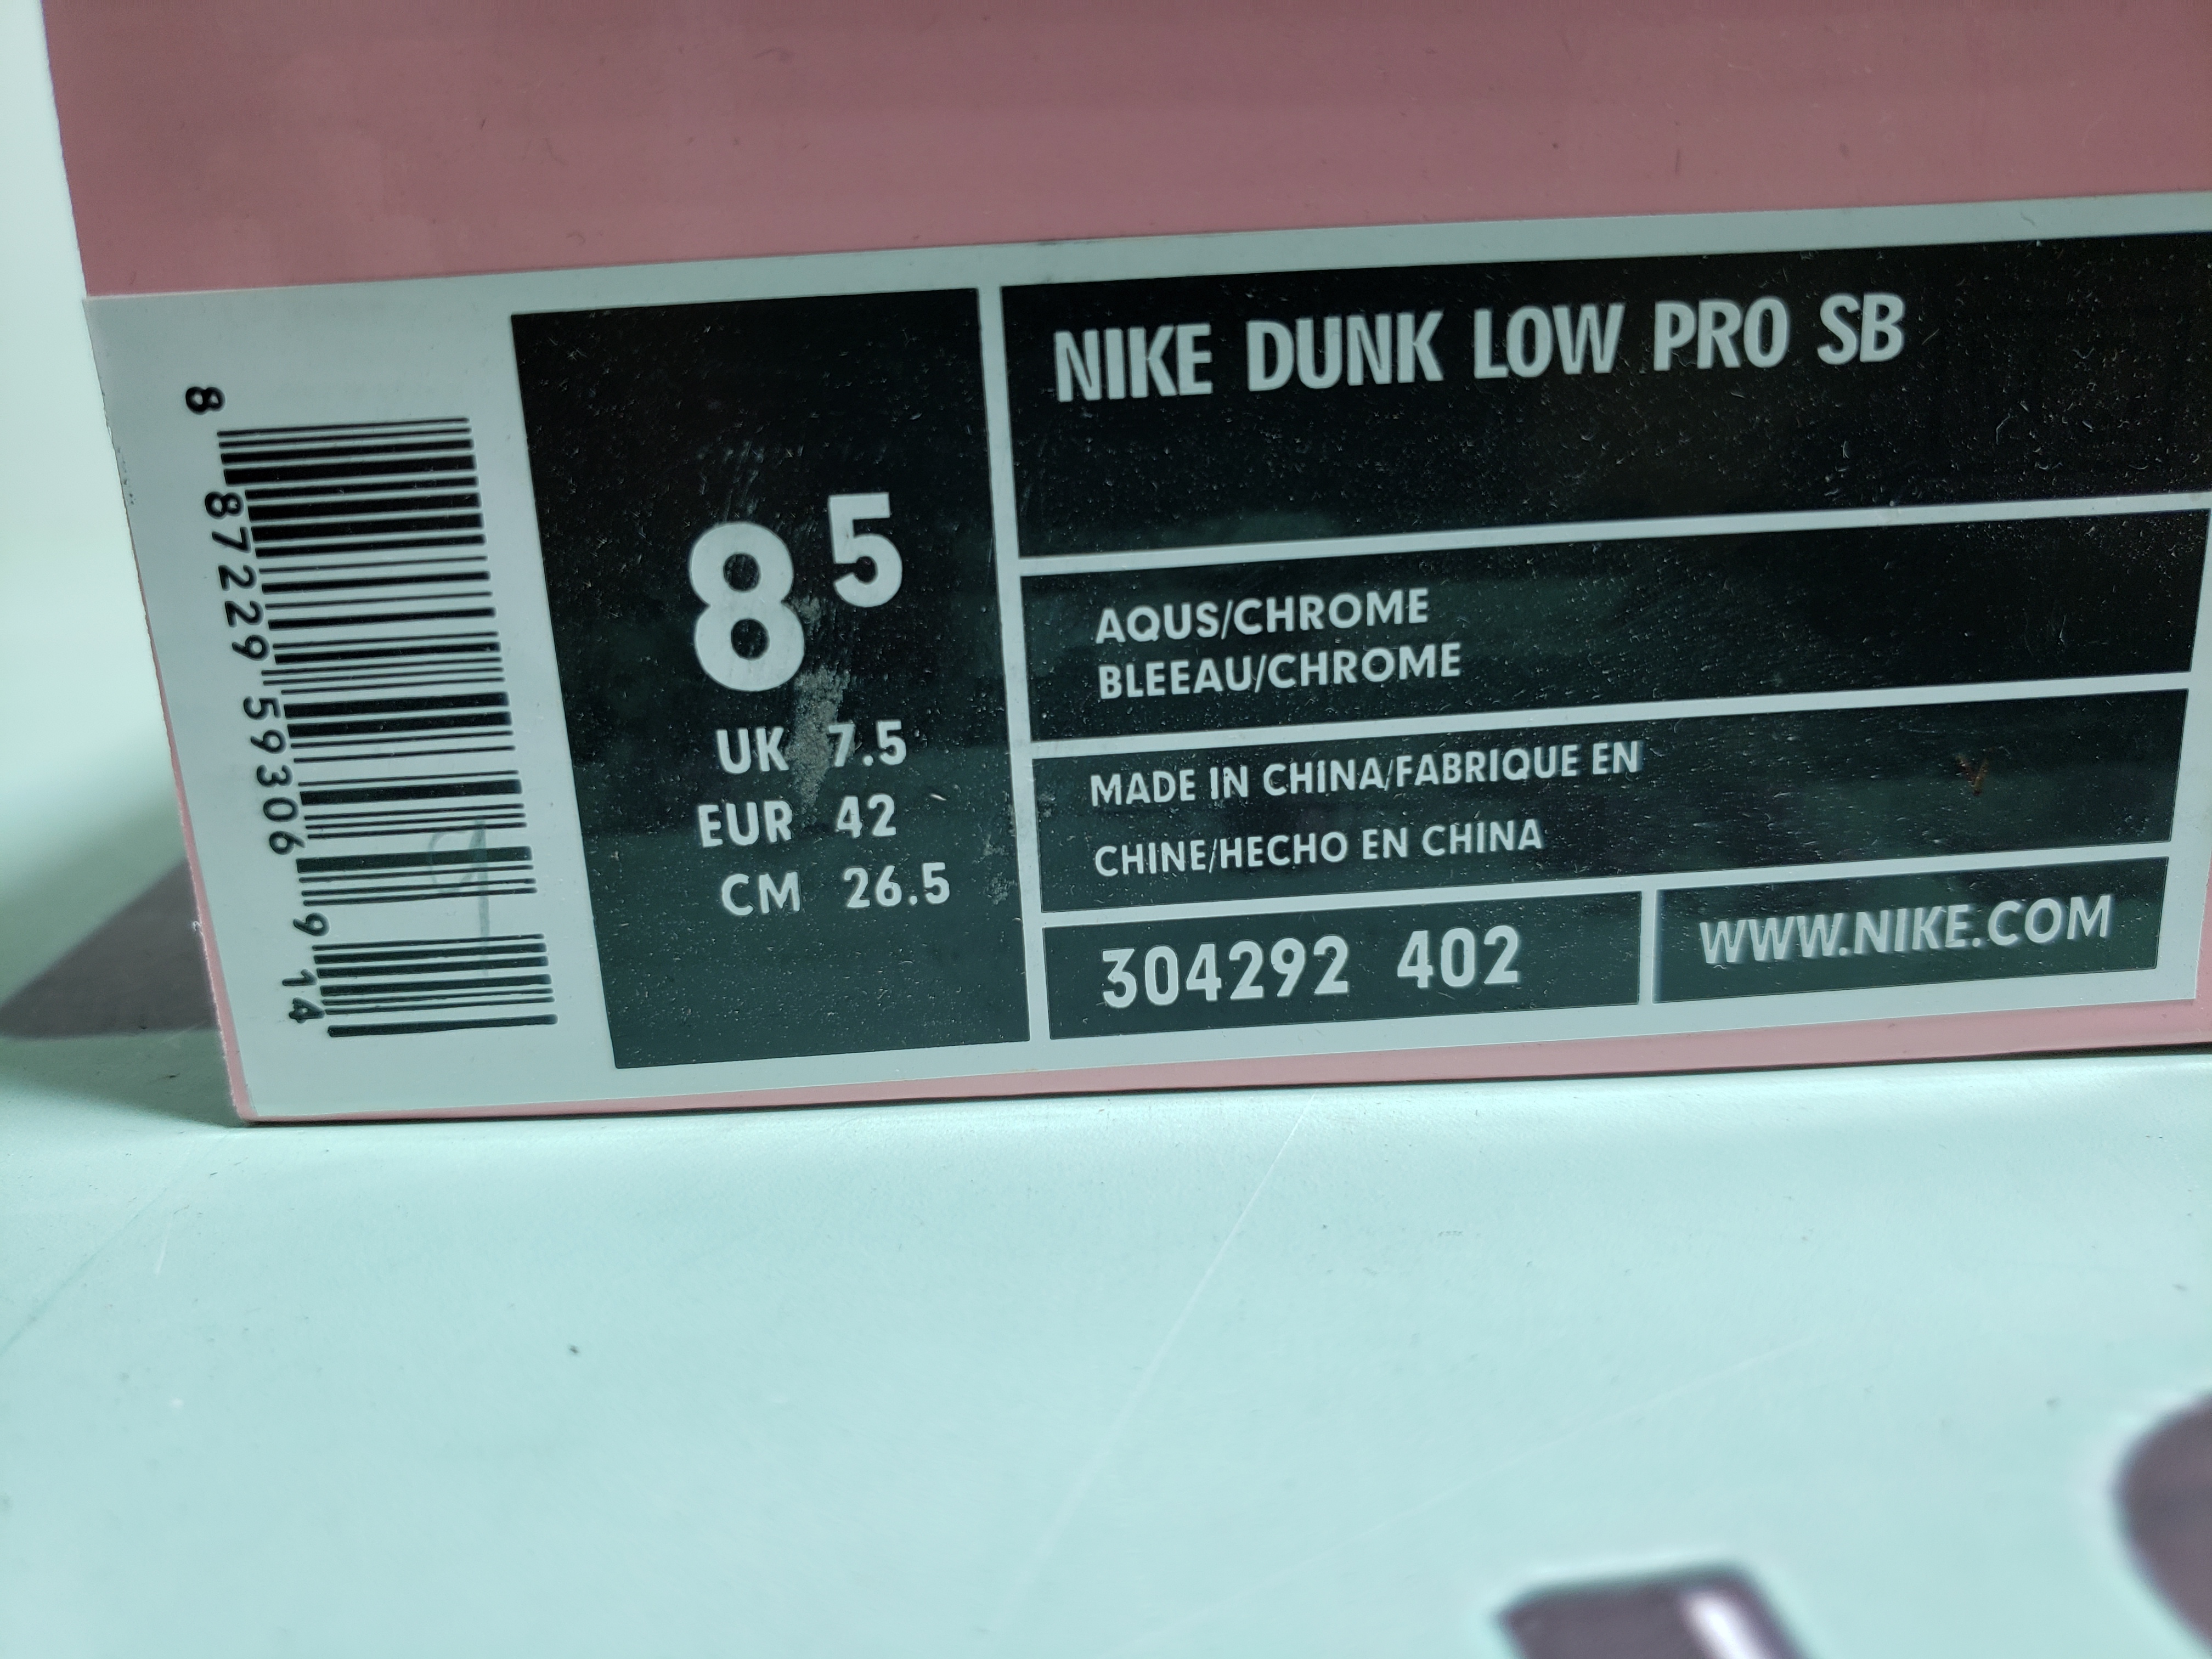 8 87229 59306 9 14
8 5
UK 7.5
EUR 42
CM 26.5
NIKE DUNK LOW PRO SB
AQUS/CHROME
BLEEAU/CHROME
MADE IN CHINA/FABRIQUE EN
CHINE/HECHO EN CHINA
304292 402
WWW.NIKE.COM